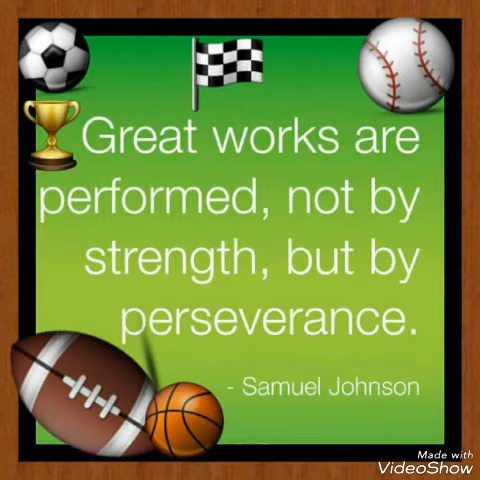 Great works are
performed, not by
strength, but by
perseverance.
- Samuel Johnson
Made with
VideoShow